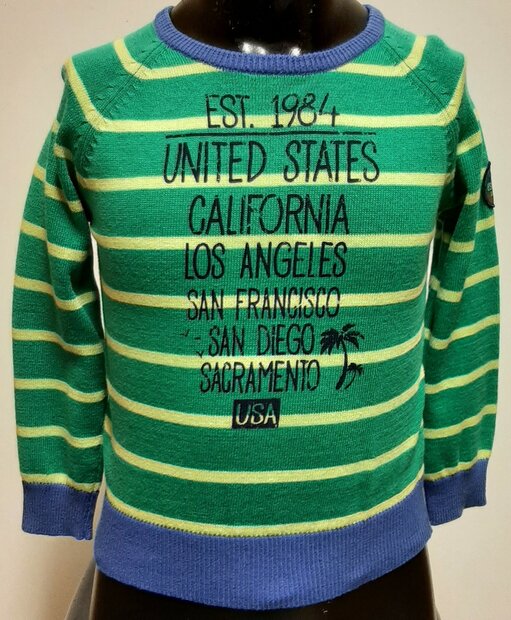 EST. 1984
UNITED STATES
CALIFORNIA
LOS ANGELES
SAN FRANCISCO
SAN DIEGO
SACRAMENTO
USA